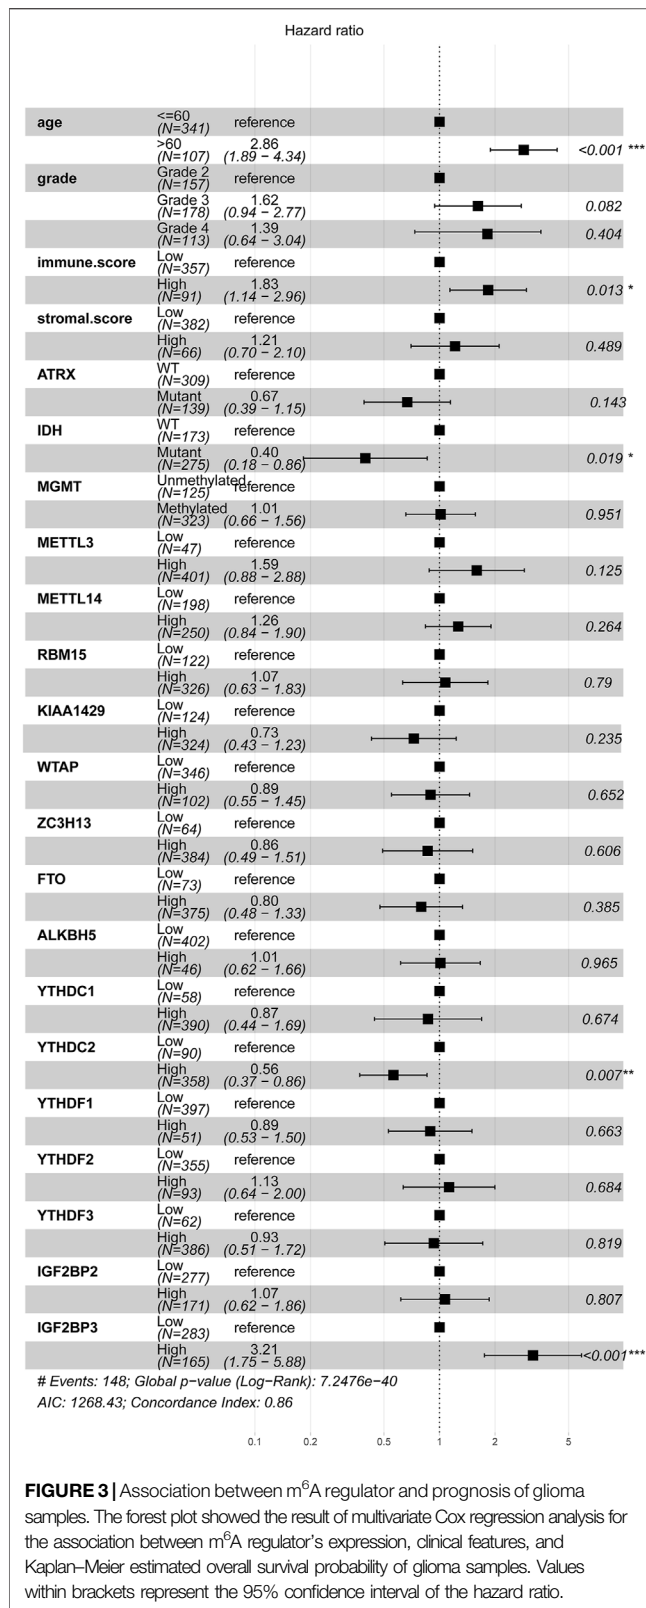 Hazard ratio
age <=60 (N=341) reference
>60 (N=107) 2.86 (1.89 − 4.34) <0.001 ***
grade Grade 2 (N=157) reference
Grade 3 (N=178) 1.62 (0.94 − 2.77) 0.082
Grade 4 (N=113) 1.39 (0.64 − 3.04) 0.404
immune.score Low (N=357) reference
High (N=91) 1.83 (1.14 − 2.96) 0.013 *
stromal.score Low (N=382) reference
High (N=66) 1.21 (0.70 − 2.10) 0.489
ATRX WT (N=309) reference
Mutant (N=139) 0.67 (0.39 − 1.15) 0.143
IDH WT (N=173) reference
Mutant (N=275) 0.40 (0.18 − 0.86) 0.019 *
MGMT Unmethylated (N=125) reference
Methylated (N=323) 1.01 (0.66 − 1.56) 0.951
METTL3 Low (N=47) reference
High (N=401) 1.59 (0.88 − 2.88) 0.125
METTL14 Low (N=198) reference
High (N=250) 1.26 (0.84 − 1.90) 0.264
RBM15 Low (N=122) reference
High (N=326) 1.07 (0.63 − 1.83) 0.79
KIAA1429 Low (N=124) reference
High (N=324) 0.73 (0.43 − 1.23) 0.235
WTAP Low (N=346) reference
High (N=102) 0.89 (0.55 − 1.45) 0.652
ZC3H13 Low (N=64) reference
High (N=384) 0.86 (0.49 − 1.51) 0.606
FTO Low (N=73) reference
High (N=375) 0.80 (0.48 − 1.33) 0.385
ALKBH5 Low (N=402) reference
High (N=46) 1.01 (0.62 − 1.66) 0.965
YTHDC1 Low (N=58) reference
High (N=390) 0.87 (0.44 − 1.69) 0.674
YTHDC2 Low (N=90) reference
High (N=358) 0.56 (0.37 − 0.86) 0.007**
YTHDF1 Low (N=397) reference
High (N=51) 0.89 (0.53 − 1.50) 0.663
YTHDF2 Low (N=355) reference
High (N=93) 1.13 (0.64 − 2.00) 0.684
YTHDF3 Low (N=62) reference
High (N=386) 0.93 (0.51 − 1.72) 0.819
IGF2BP2 Low (N=277) reference
High (N=171) 1.07 (0.62 − 1.86) 0.807
IGF2BP3 Low (N=283) reference
High (N=165) 3.21 (1.75 − 5.88) <0.001***
# Events: 148; Global p−value (Log−Rank): 7.2476e−40
AIC: 1268.43; Concordance Index: 0.86
0.1 0.2 0.5 1 2 5
FIGURE 3 | Association between m⁶A regulator and prognosis of glioma
samples. The forest plot showed the result of multivariate Cox regression analysis for
the association between m⁶A regulator's expression, clinical features, and
Kaplan–Meier estimated overall survival probability of glioma samples. Values
within brackets represent the 95% confidence interval of the hazard ratio.